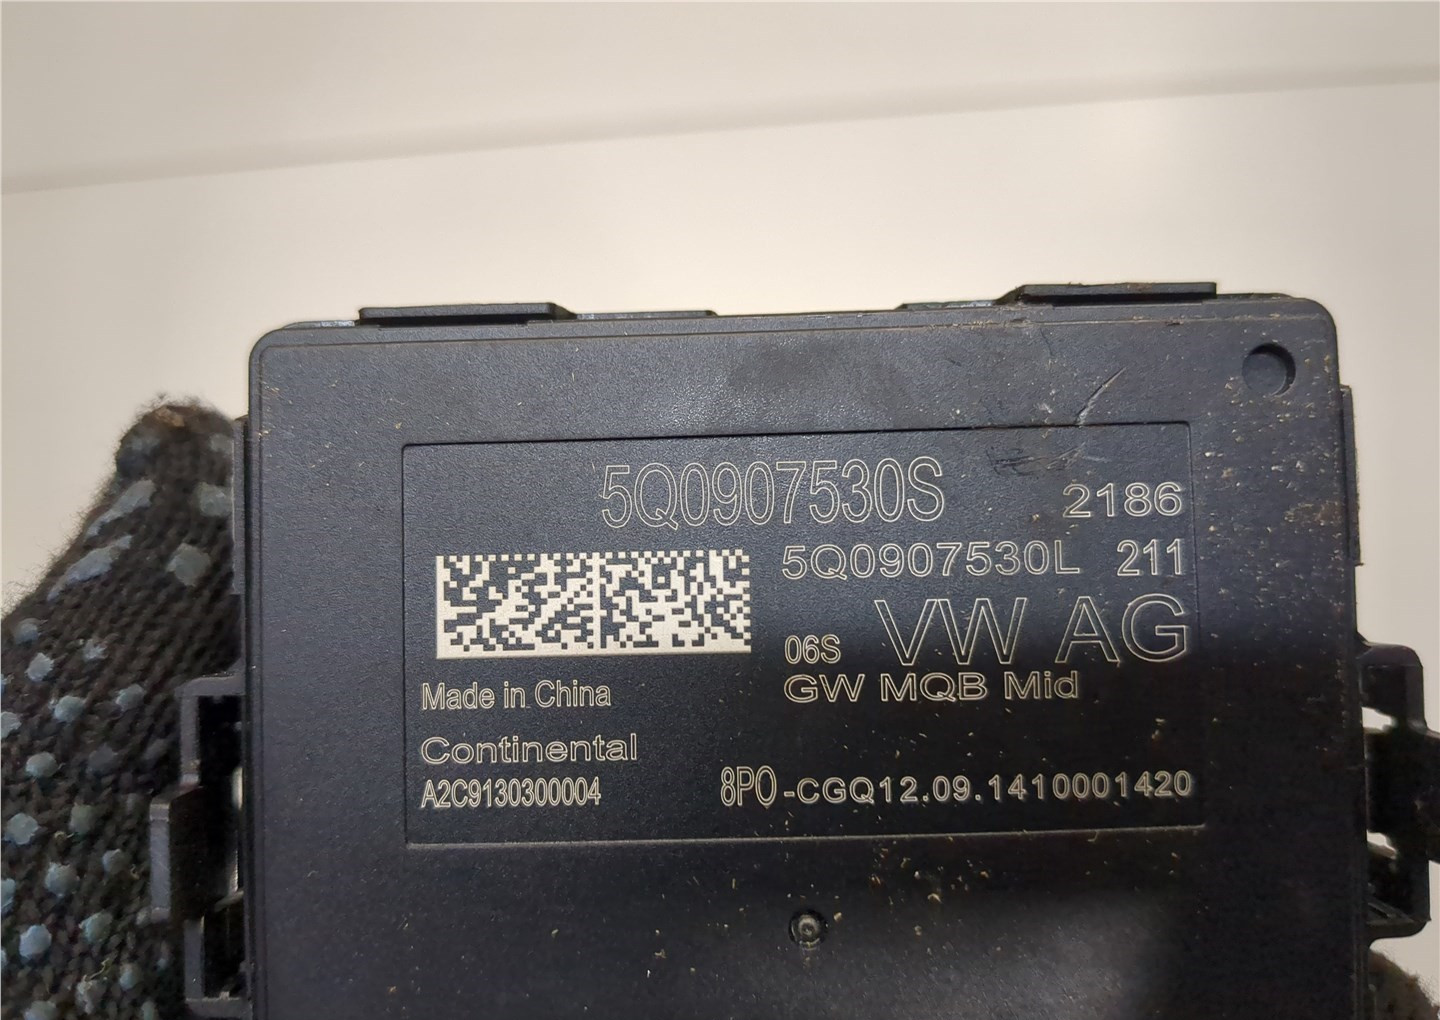 5Q0907530S 2186
5Q0907530L 211
06S VW AG
GW MQB Mid
Made in China
Continental
A2C9130300004
8PO-CGQ12.09.1410001420